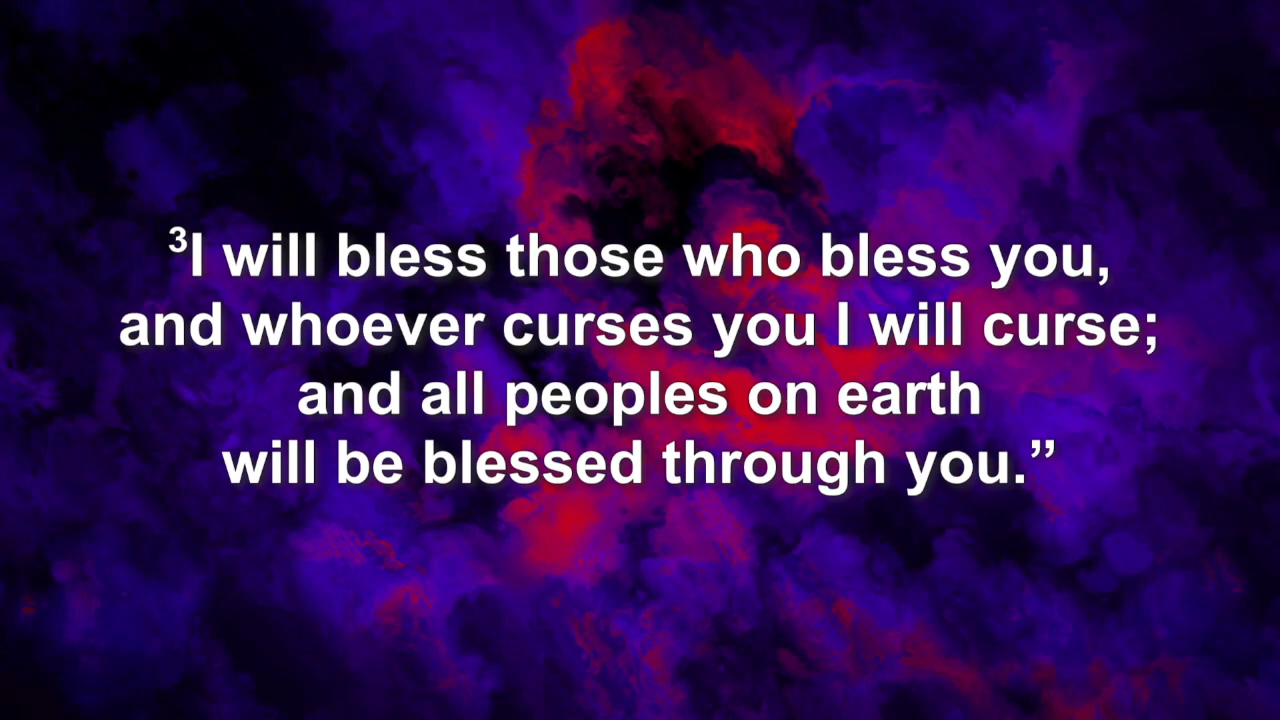 ³I will bless those who bless you,
and whoever curses you I will curse;
and all peoples on earth
will be blessed through you.”